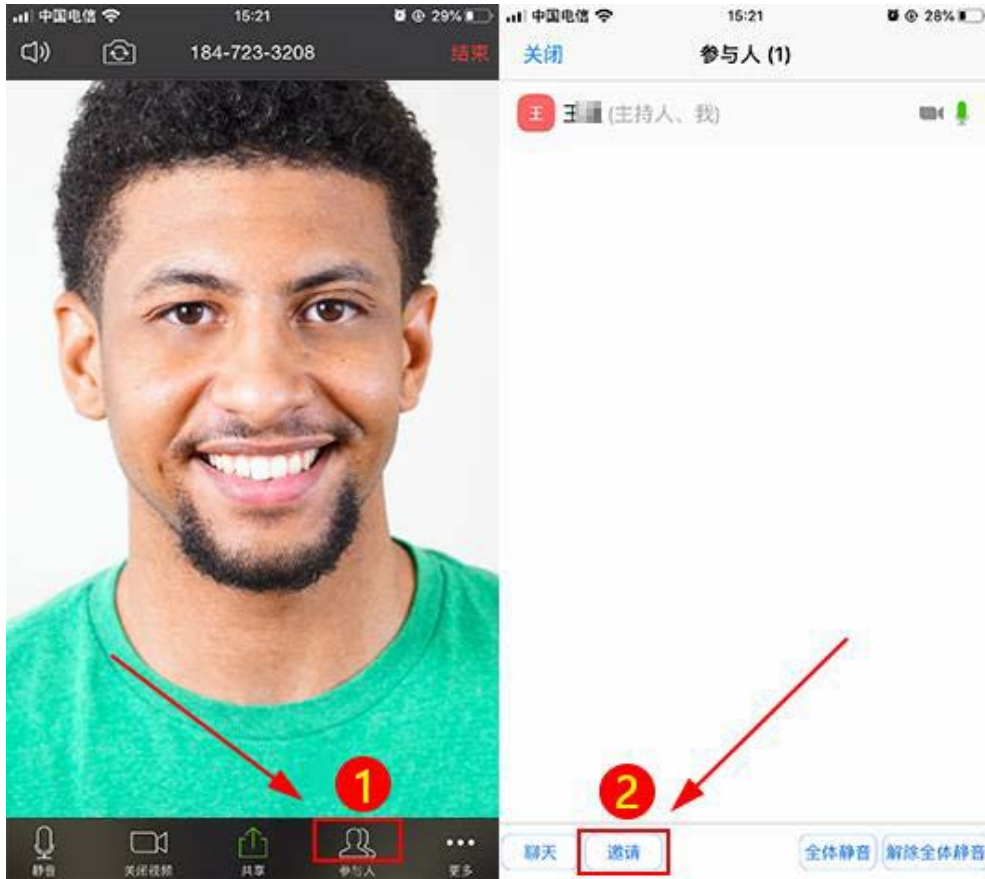 中国电信
15:21
29%
184-723-3208
结束
1
静音
关闭视频
共享
参与人
更多
中国电信
15:21
28%
关闭
参与人 (1)
王
王 (主持人、我)
2
聊天
邀请
全体静音
解除全体静音